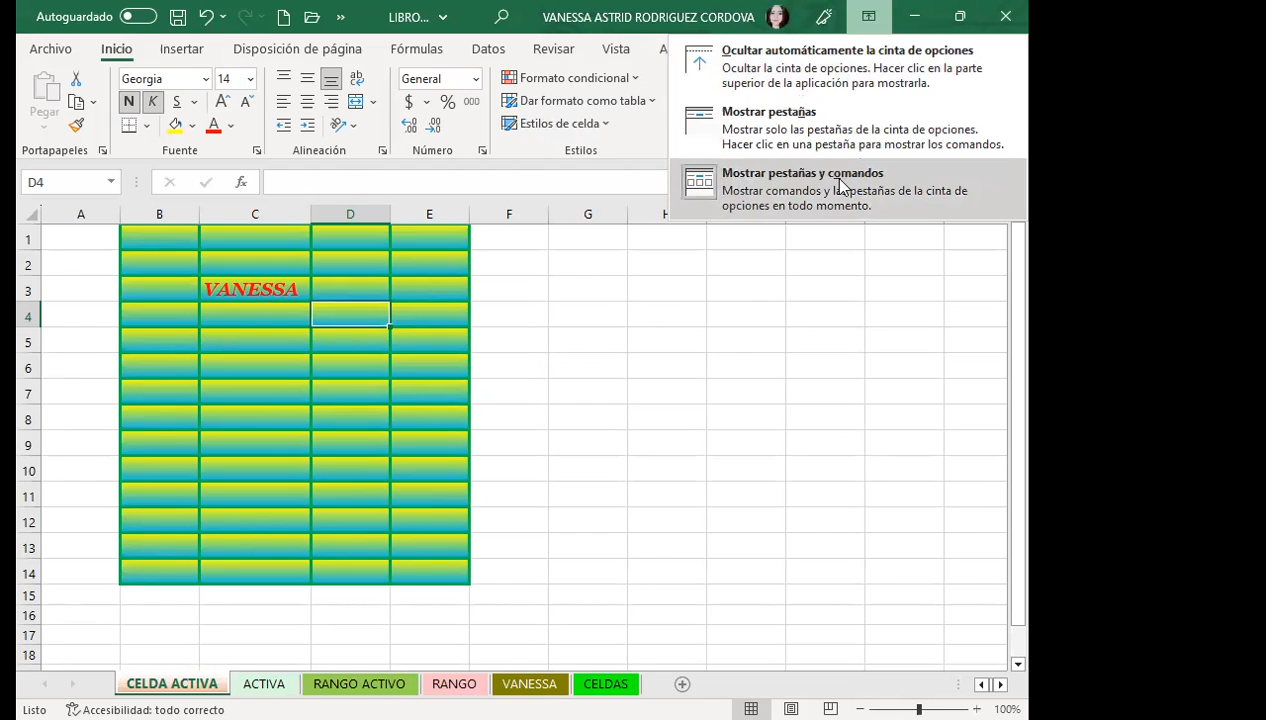 Autoguardado
LIBRO...
VANESSA ASTRID RODRIGUEZ CORDOVA
Archivo
Inicio
Insertar
Disposición de página
Fórmulas
Datos
Revisar
Vista
Ocultar automáticamente la cinta de opciones
Ocultar la cinta de opciones. Hacer clic en la parte
superior de la aplicación para mostrarla.
Mostrar pestañas
Mostrar solo las pestañas de la cinta de opciones.
Hacer clic en una pestaña para mostrar los comandos.
Mostrar pestañas y comandos
Mostrar comandos y las pestañas de la cinta de
opciones en todo momento.
Pegar
Georgia
14
N K S A A
A
General
$ % 000
Formato condicional
Dar formato como tabla
Estilos de celda
Portapapeles
Fuente
Alineación
Número
Estilos
D4
fx
A B C D E F G H
1
2
3 VANESSA
4
5
6
7
8
9
10
11
12
13
14
15
16
17
18
CELDA ACTIVA
ACTIVA
RANGO ACTIVO
RANGO
VANESSA
CELDAS
Listo
Accesibilidad: todo correcto
100%